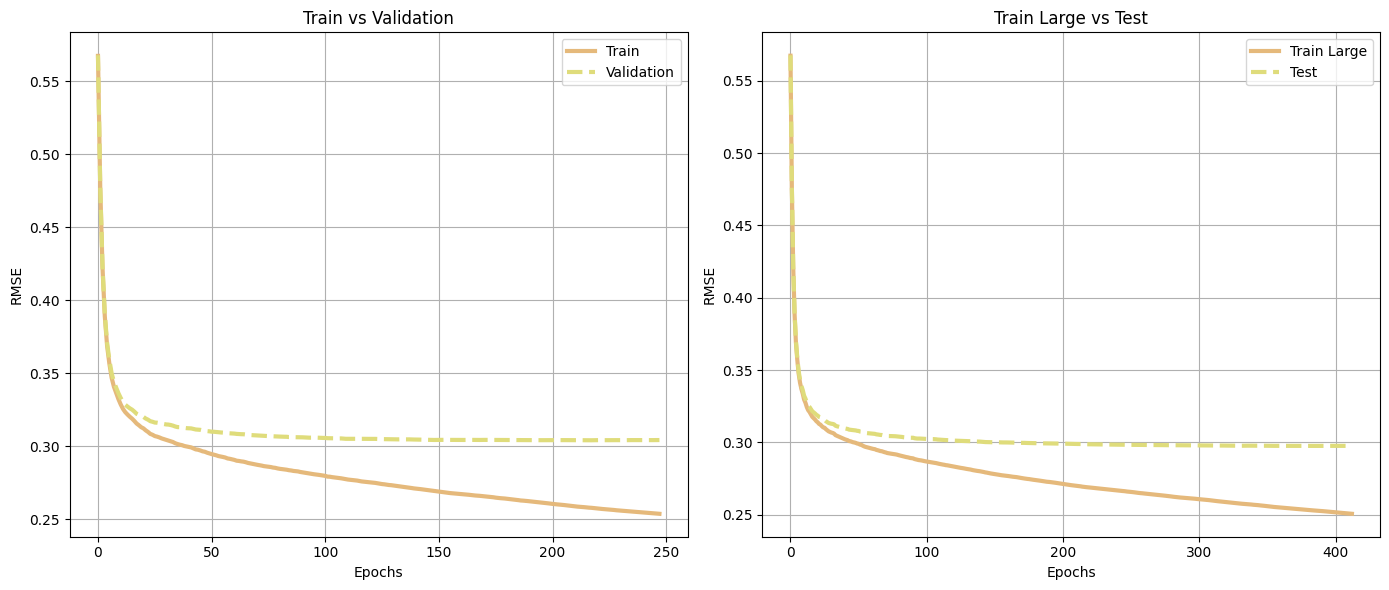 Train vs Validation
Train
Validation
0.55
0.50
0.45
0.40
0.35
0.30
0.25
RMSE
0
50
100
150
200
250
Epochs
Train Large vs Test
Train Large
Test
0.55
0.50
0.45
0.40
0.35
0.30
0.25
RMSE
0
100
200
300
400
Epochs